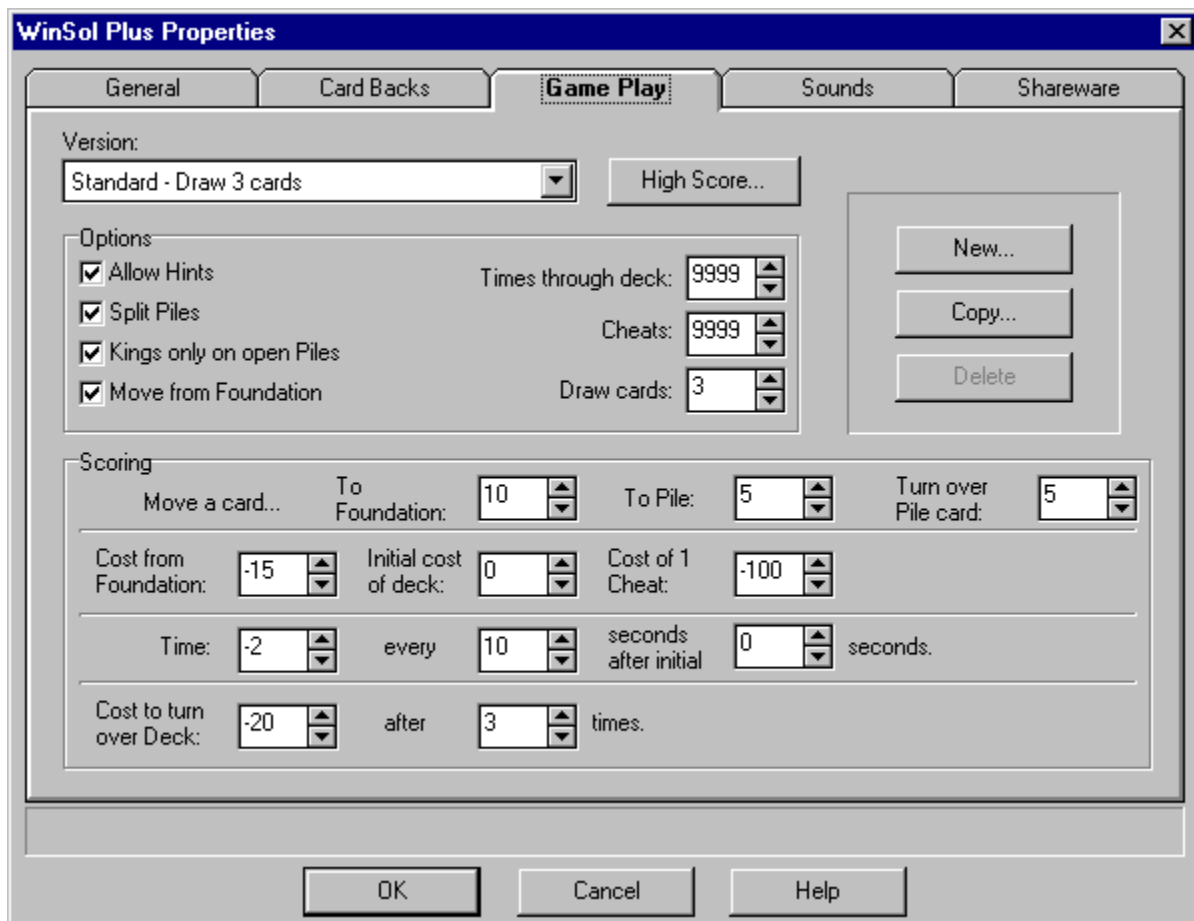 WinSol Plus Properties
General Card Backs Game Play Sounds Shareware
Version:
Standard - Draw 3 cards High Score...
Options
Allow Hints
Split Piles
Kings only on open Piles
Move from Foundation
Times through deck: 9999
Cheats: 9999
Draw cards: 3
New...
Copy...
Delete
Scoring
Move a card... To Foundation: 10 To Pile: 5 Turn over Pile card: 5
Cost from Foundation: -15 Initial cost of deck: 0 Cost of 1 Cheat: -100
Time: -2 every 10 seconds after initial 0 seconds.
Cost to turn over Deck: -20 after 3 times.
OK Cancel Help